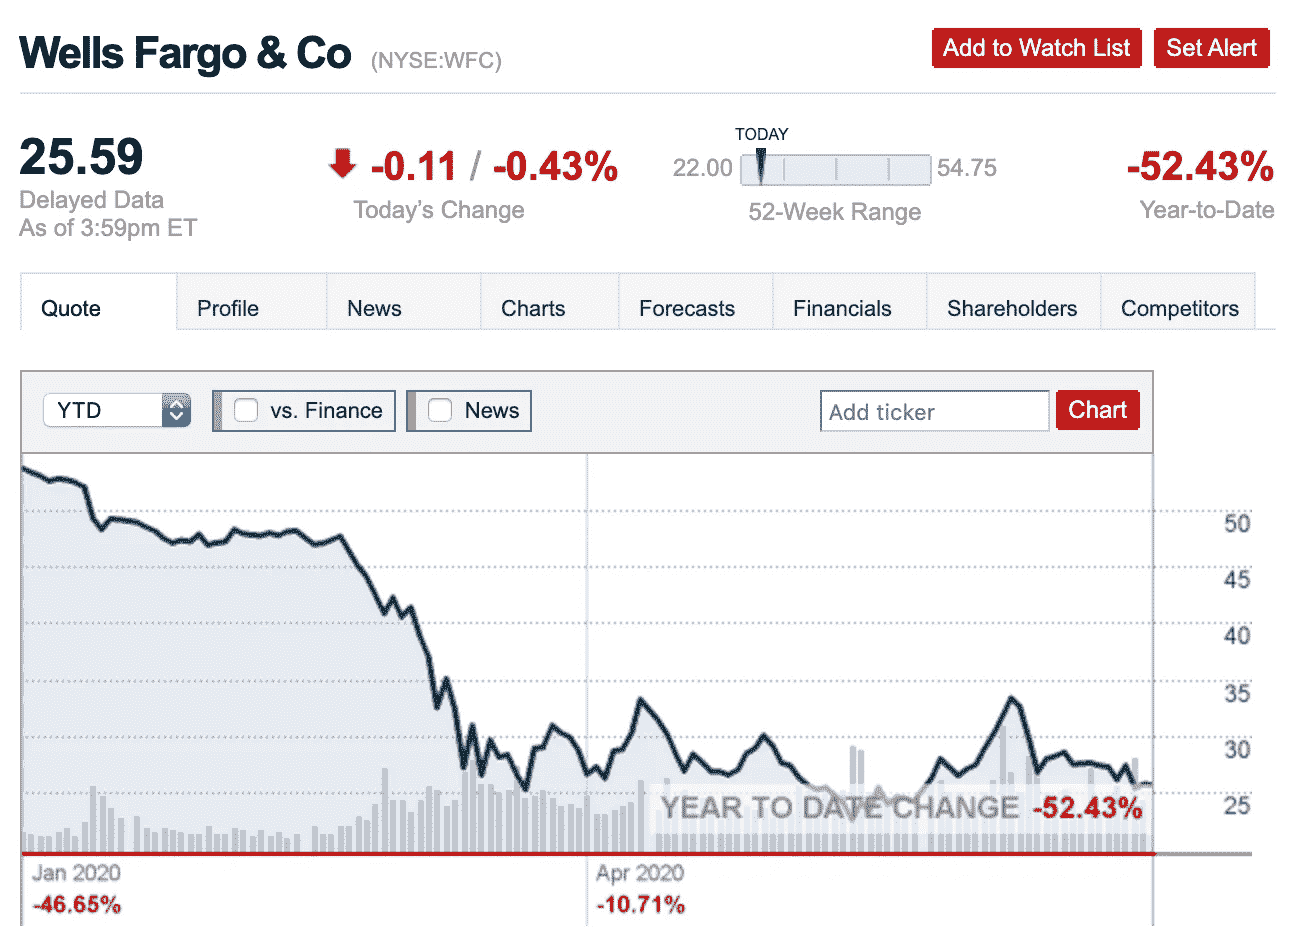 Wells Fargo & Co (NYSE:WFC)
Add to Watch List Set Alert
25.59
Delayed Data
As of 3:59pm ET
-0.11 / -0.43%
Today's Change
TODAY
22.00 54.75
52-Week Range
-52.43%
Year-to-Date
Quote Profile News Charts Forecasts Financials Shareholders Competitors
YTD vs. Finance News Add ticker Chart
50
45
40
35
30
25
YEAR TO DATE CHANGE -52.43%
Jan 2020 Apr 2020
-46.65% -10.71%